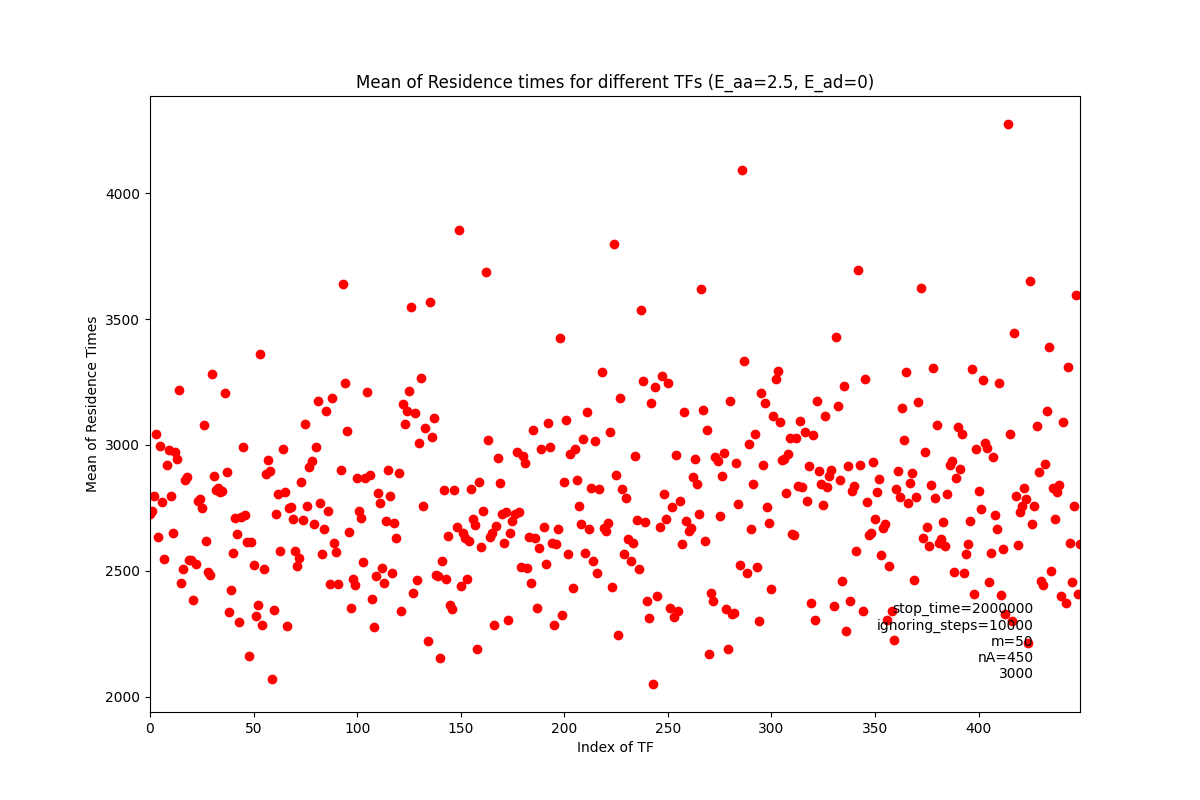 Mean of Residence times for different TFs (E_aa=2.5, E_ad=0)
Mean of Residence Times
4000
3500
3000
2500
2000
stop_time=2000000
ignoring_steps=10000
m=50
nA=450
3000
0 50 100 150 200 250 300 350 400
Index of TF